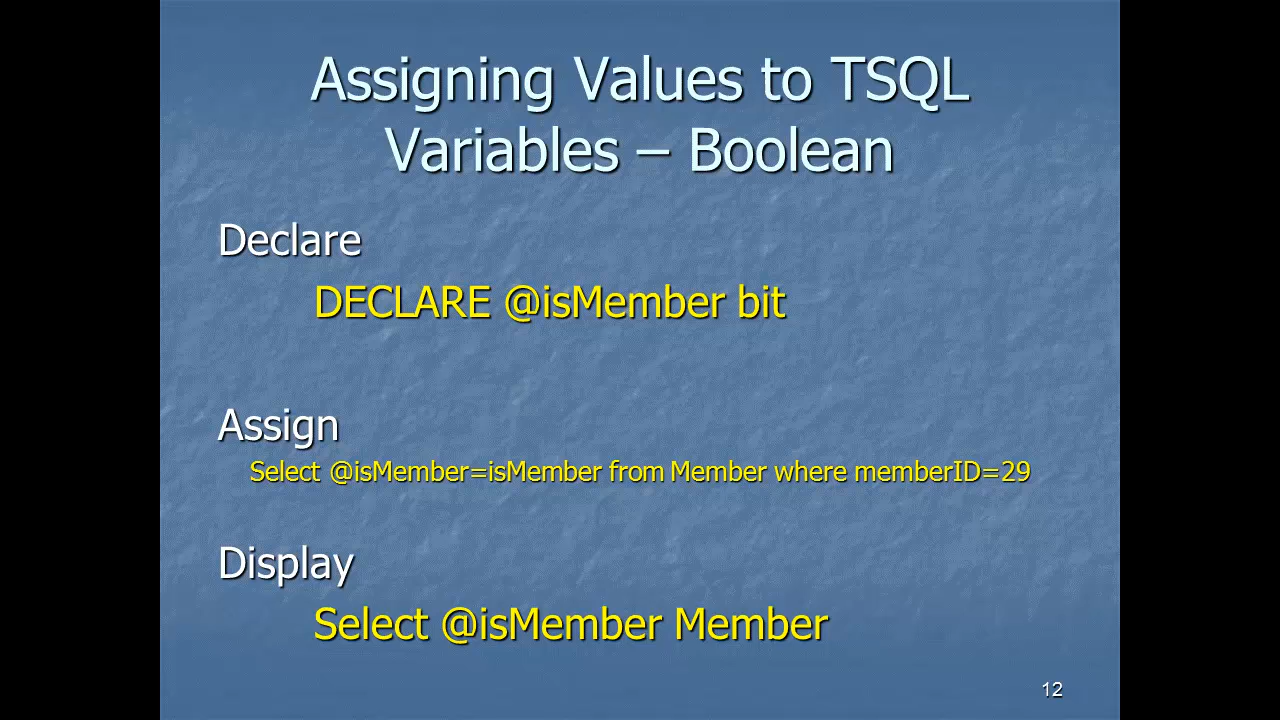 Assigning Values to TSQL
Variables – Boolean
Declare
DECLARE @isMember bit
Assign
Select @isMember=isMember from Member where memberID=29
Display
Select @isMember Member
12